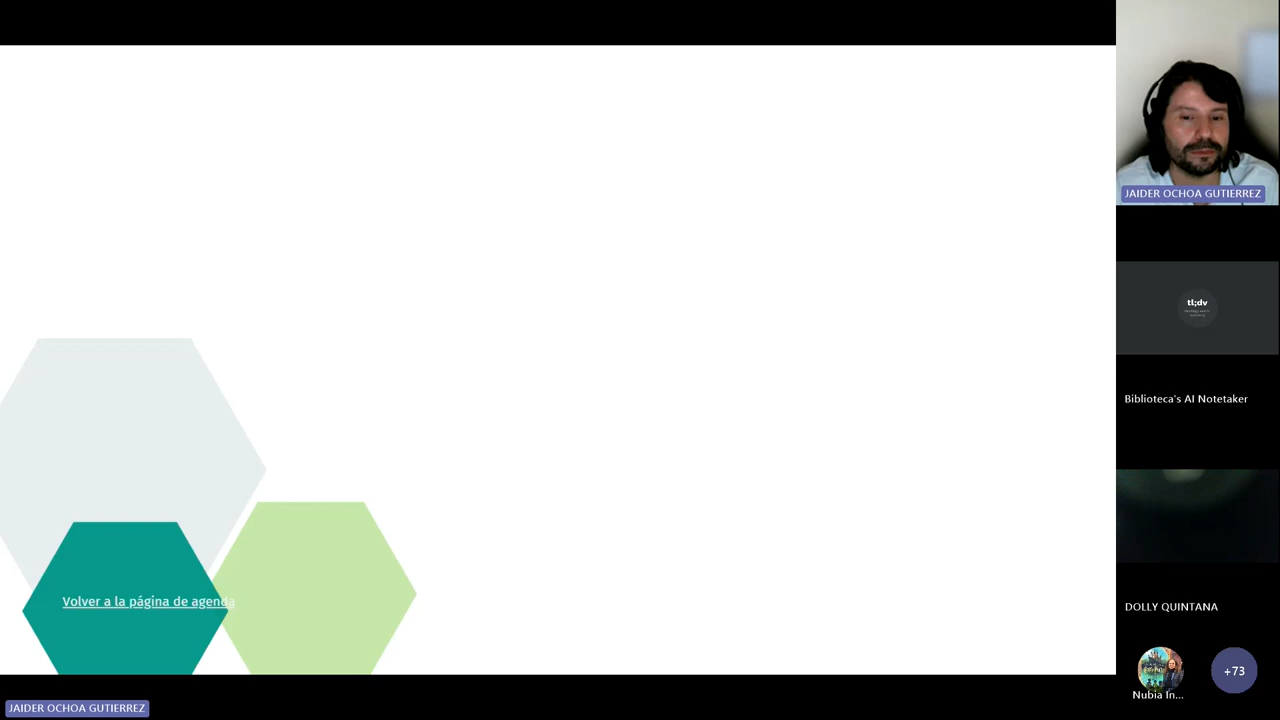 JAIDER OCHOA GUTIERREZ
tl;dv
Biblioteca's AI Notetaker
Volver a la página de agenda
DOLLY QUINTANA
+73
Nubia In...
JAIDER OCHOA GUTIERREZ